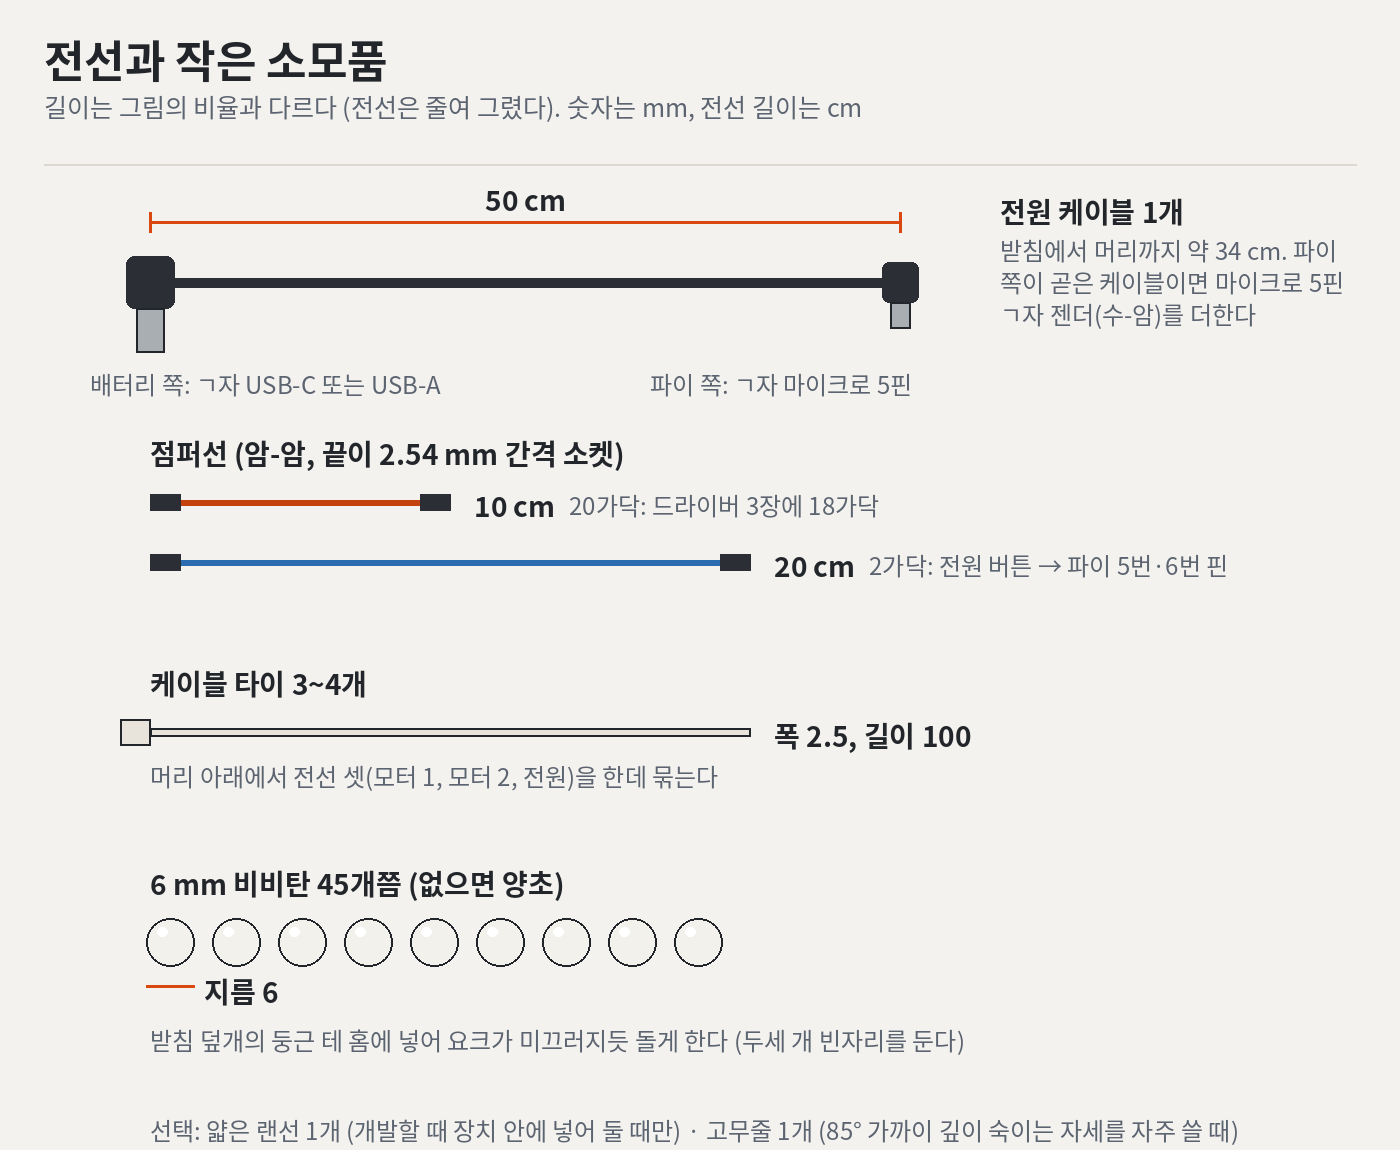 전선과 작은 소모품
길이는 그림의 비율과 다르다 (전선은 줄여 그렸다). 숫자는 mm, 전선 길이는 cm
50 cm
전원 케이블 1개
받침에서 머리까지 약 34 cm. 파이
쪽이 곧은 케이블이면 마이크로 5핀
ㄱ자 젠더(수-암)를 더한다
배터리 쪽: ㄱ자 USB-C 또는 USB-A
파이 쪽: ㄱ자 마이크로 5핀
점퍼선 (암-암, 끝이 2.54 mm 간격 소켓)
10 cm 20가닥: 드라이버 3장에 18가닥
20 cm 2가닥: 전원 버튼 → 파이 5번·6번 핀
케이블 타이 3~4개
폭 2.5, 길이 100
머리 아래에서 전선 셋(모터 1, 모터 2, 전원)을 한데 묶는다
6 mm 비비탄 45개쯤 (없으면 양초)
지름 6
받침 덮개의 둥근 테 홈에 넣어 요크가 미끄러지듯 돌게 한다 (두세 개 빈자리를 둔다)
선택: 얇은 랜선 1개 (개발할 때 장치 안에 넣어 둘 때만) · 고무줄 1개 (85° 가까이 깊이 숙이는 자세를 자주 쓸 때)